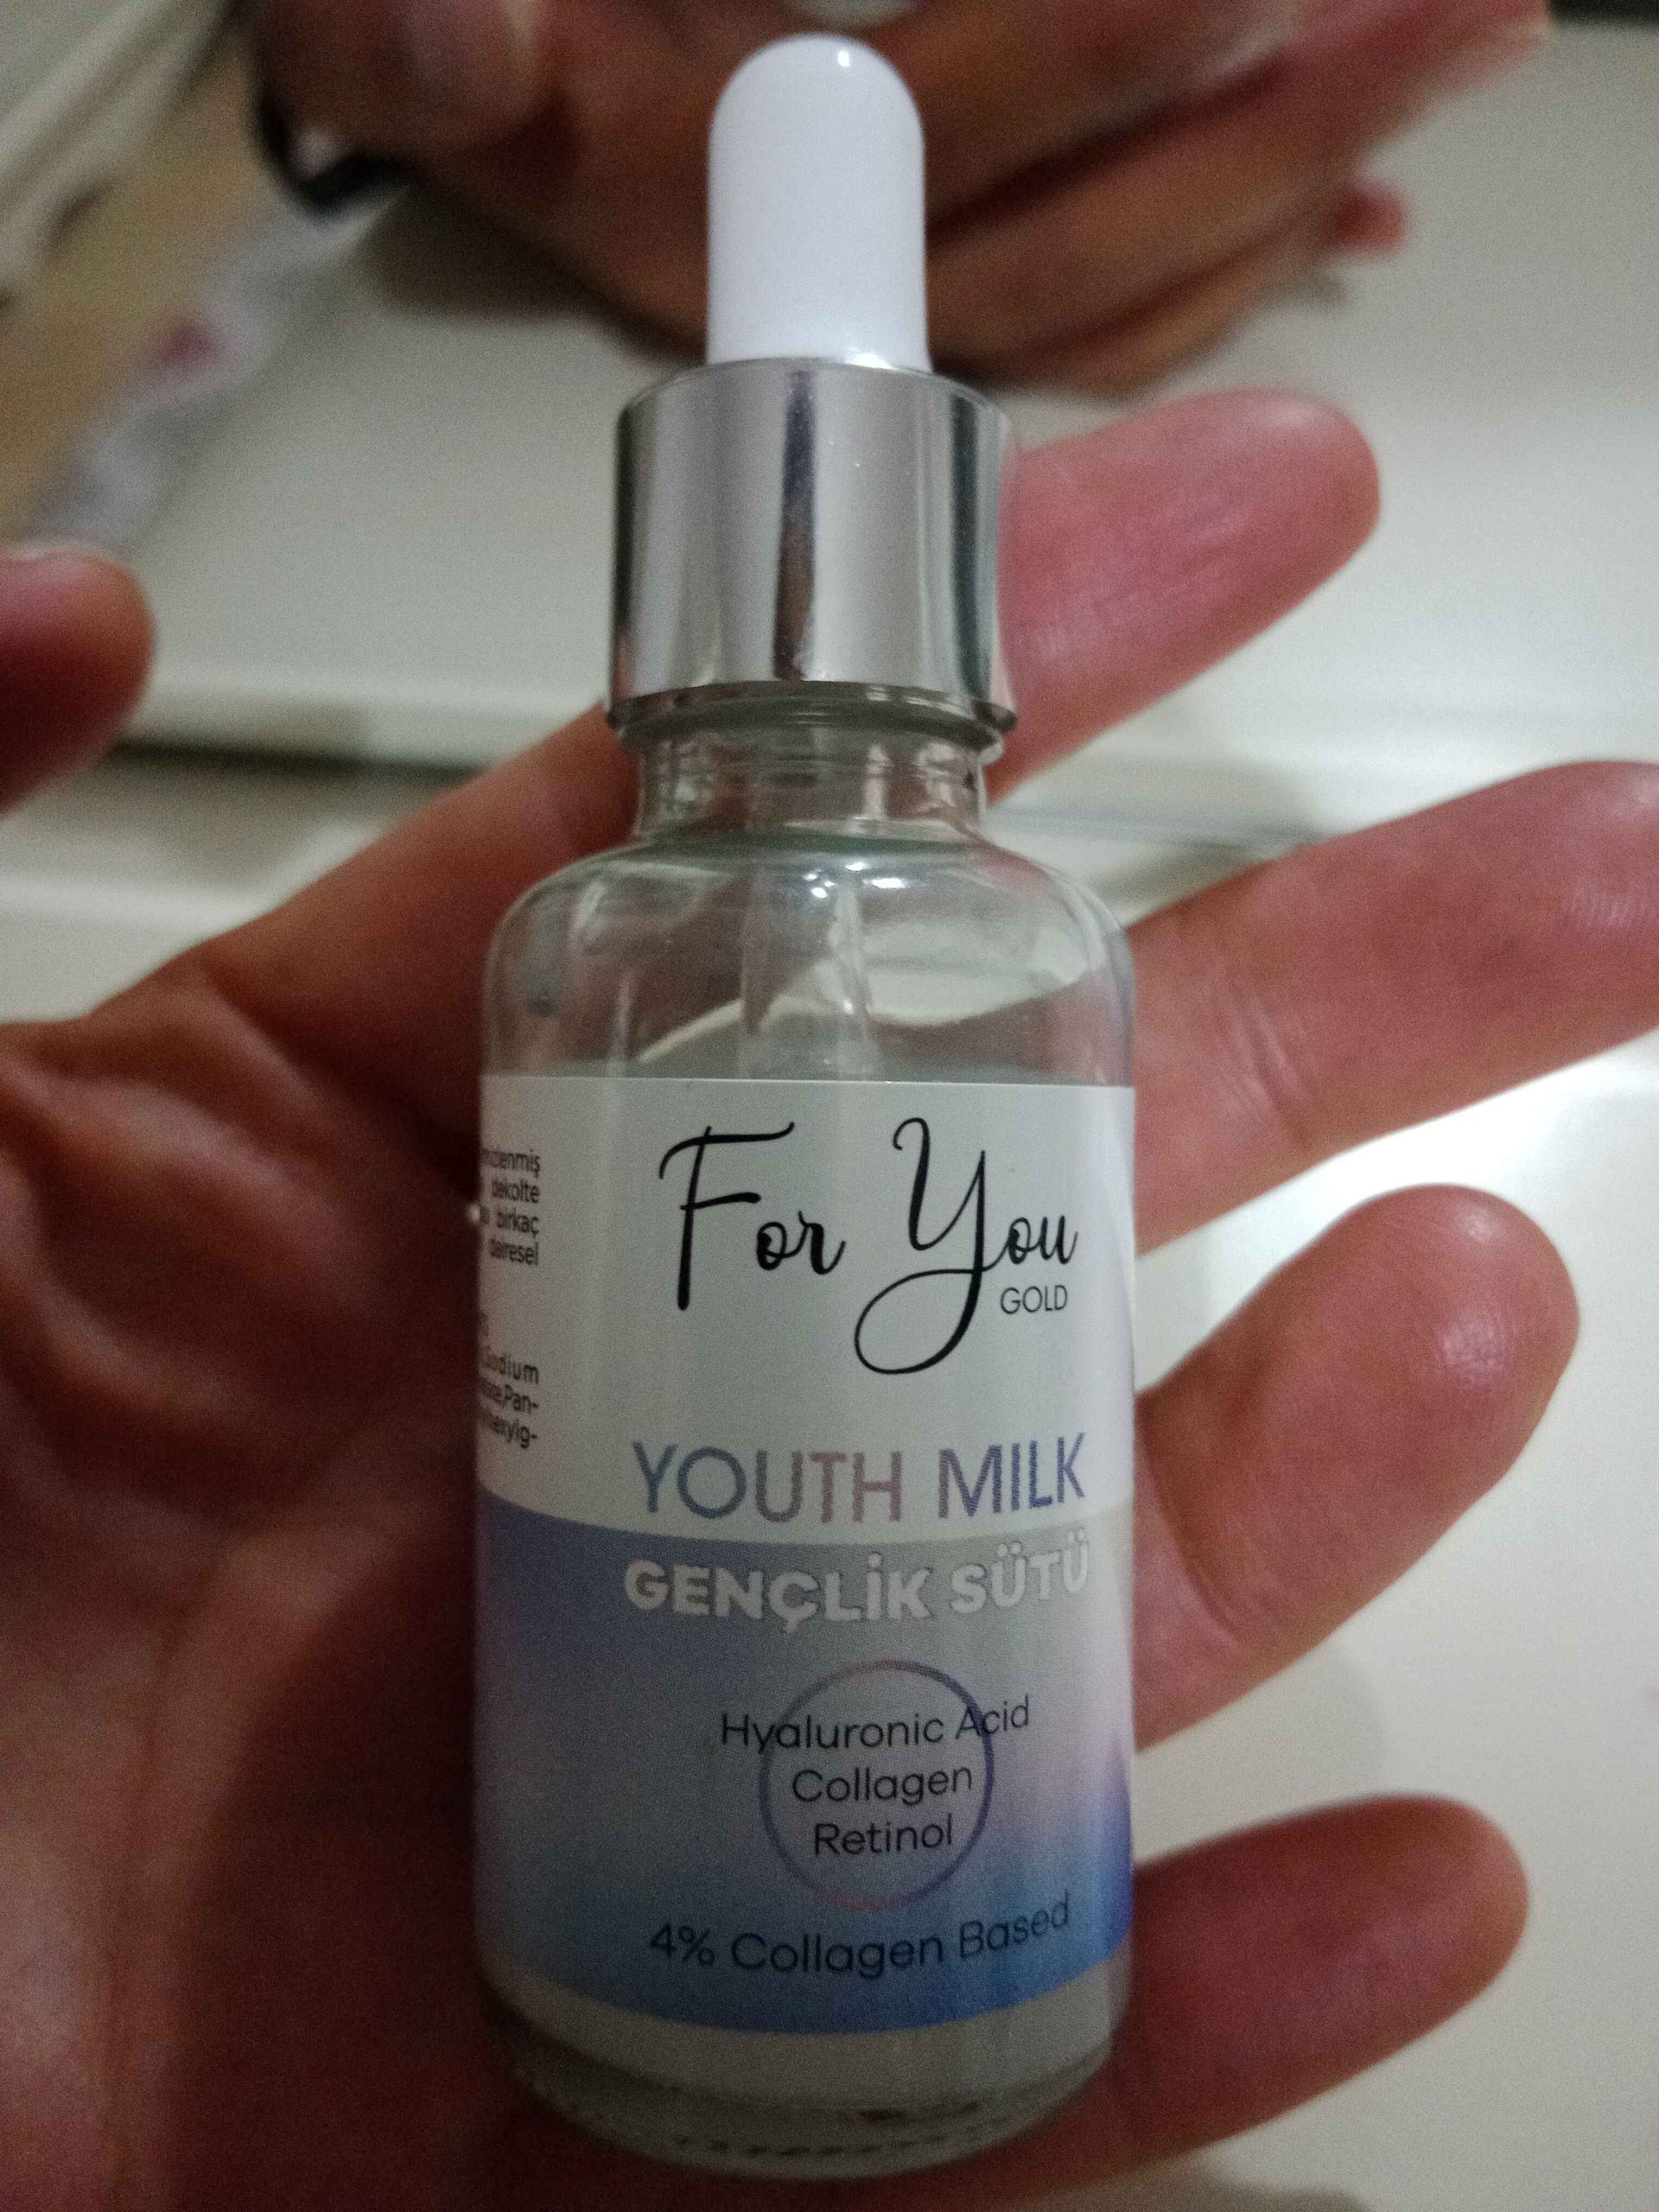 dekolte
birkaç
dairesel
Sodium
For You
GOLD
YOUTH MILK
GENÇLİK SÜTÜ
Hyaluronic Acid
Collagen
Retinol
4% Collagen Based